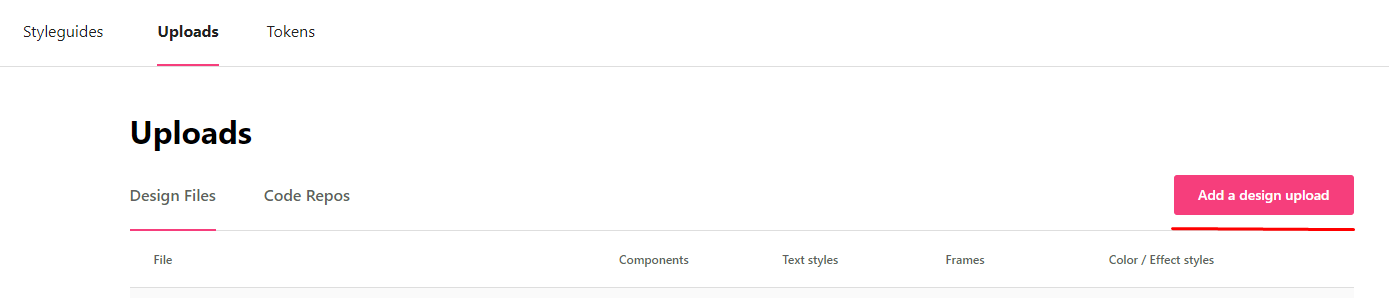 Styleguides Uploads Tokens
Uploads
Design Files Code Repos Add a design upload
File Components Text styles Frames Color / Effect styles